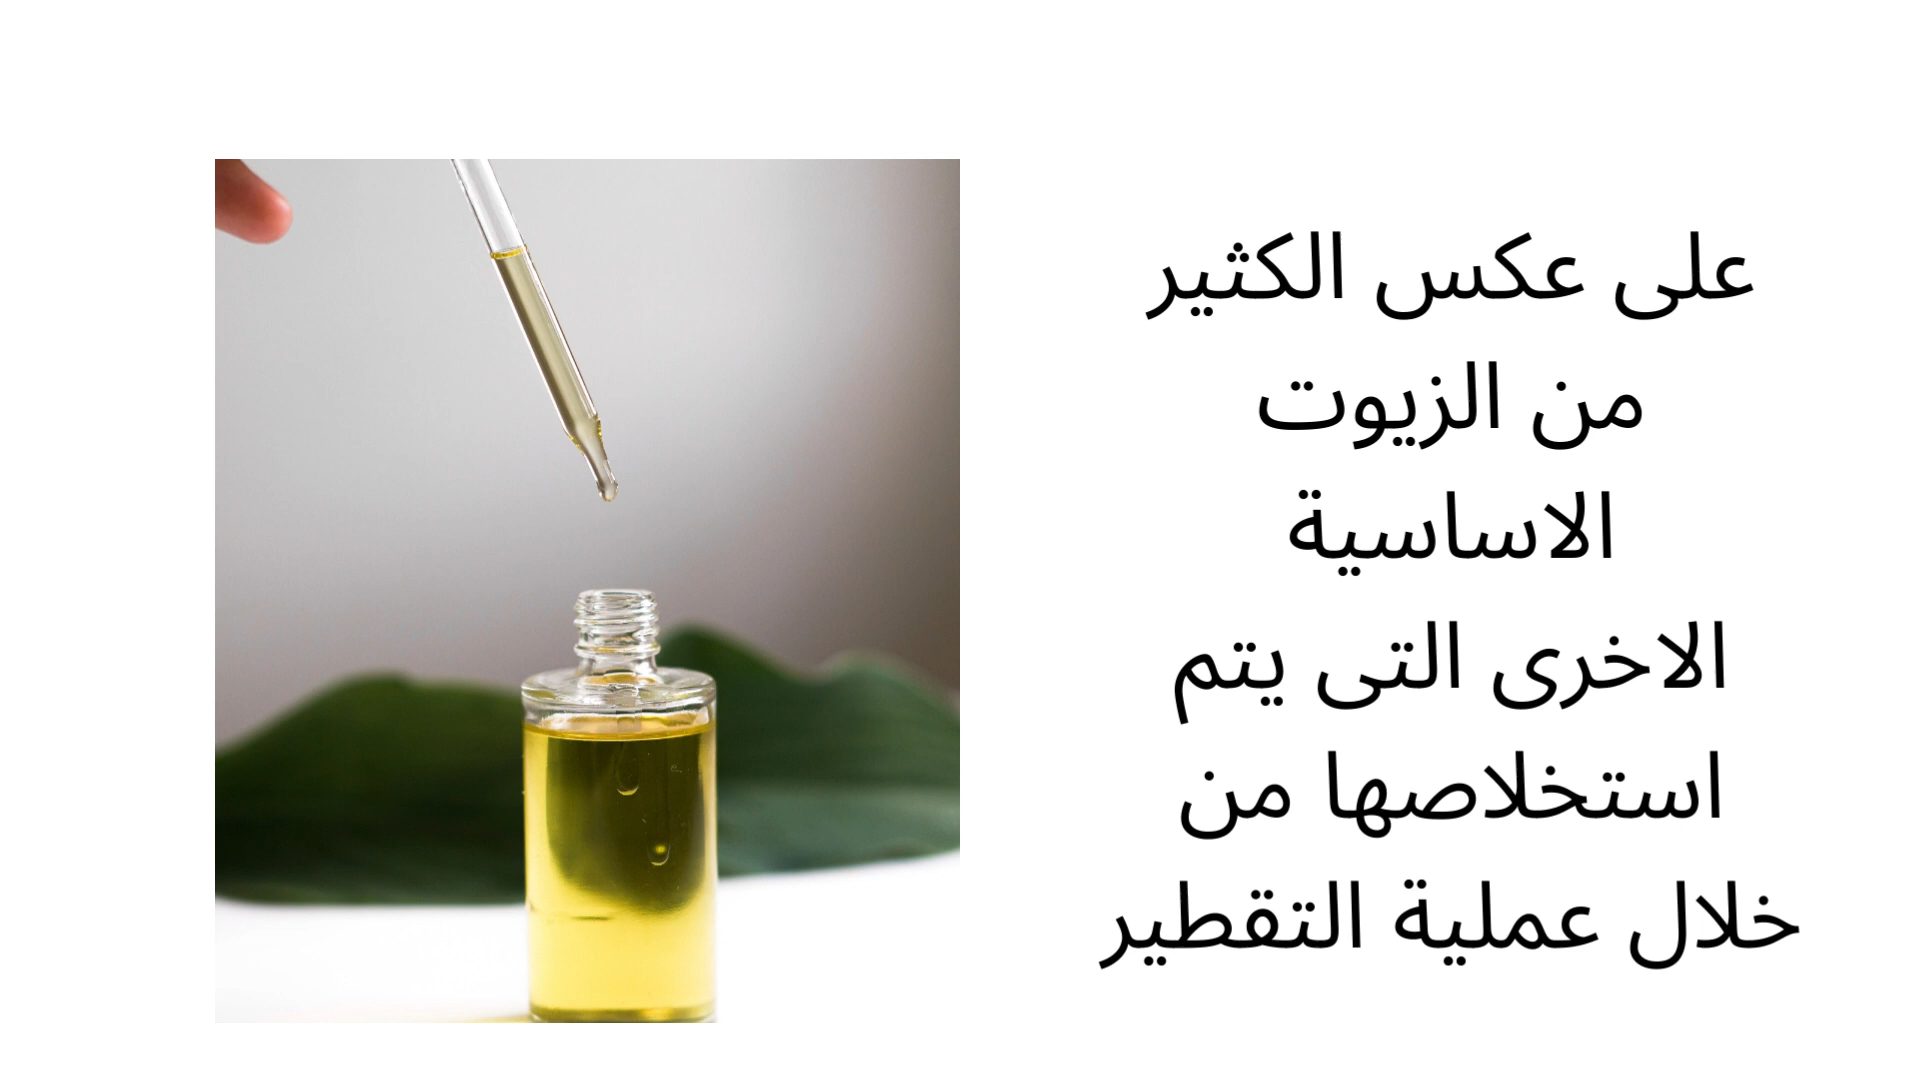 على عكس الكثير
من الزيوت
الاساسية
الاخرى التى يتم
استخلاصها من
خلال عملية التقطير